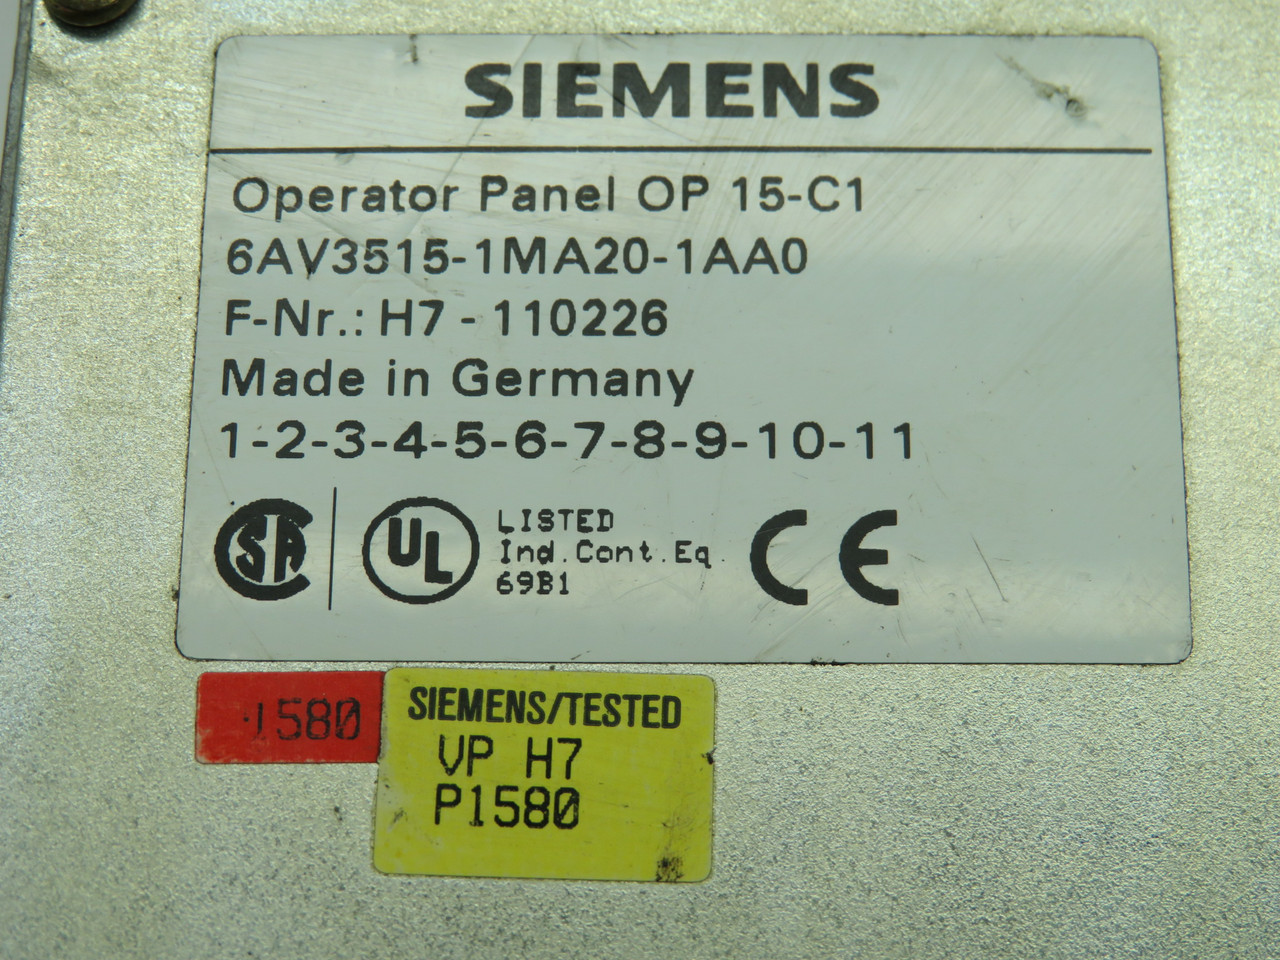 SIEMENS
Operator Panel OP 15-C1
6AV3515-1MA20-1AA0
F-Nr.: H7 - 110226
Made in Germany
1-2-3-4-5-6-7-8-9-10-11
SA
UL
LISTED
Ind.Cont.Eq.
69B1
CE
1580
SIEMENS/TESTED
VP H7
P1580